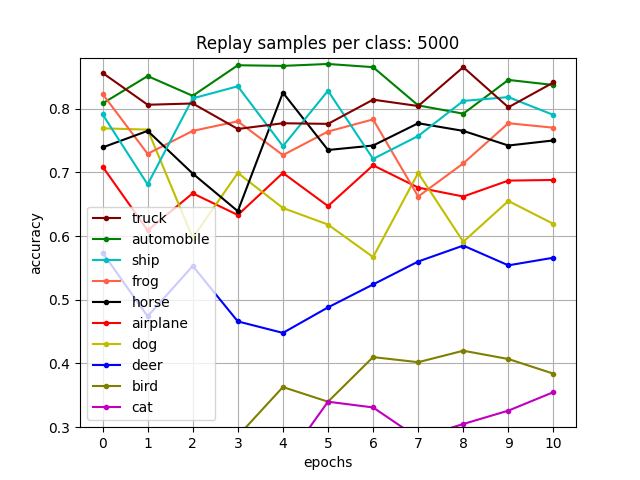 Replay samples per class: 5000
accuracy
0.8
0.7
0.6
0.5
0.4
0.3
truck
automobile
ship
frog
horse
airplane
dog
deer
bird
cat
0 1 2 3 4 5 6 7 8 9 10
epochs